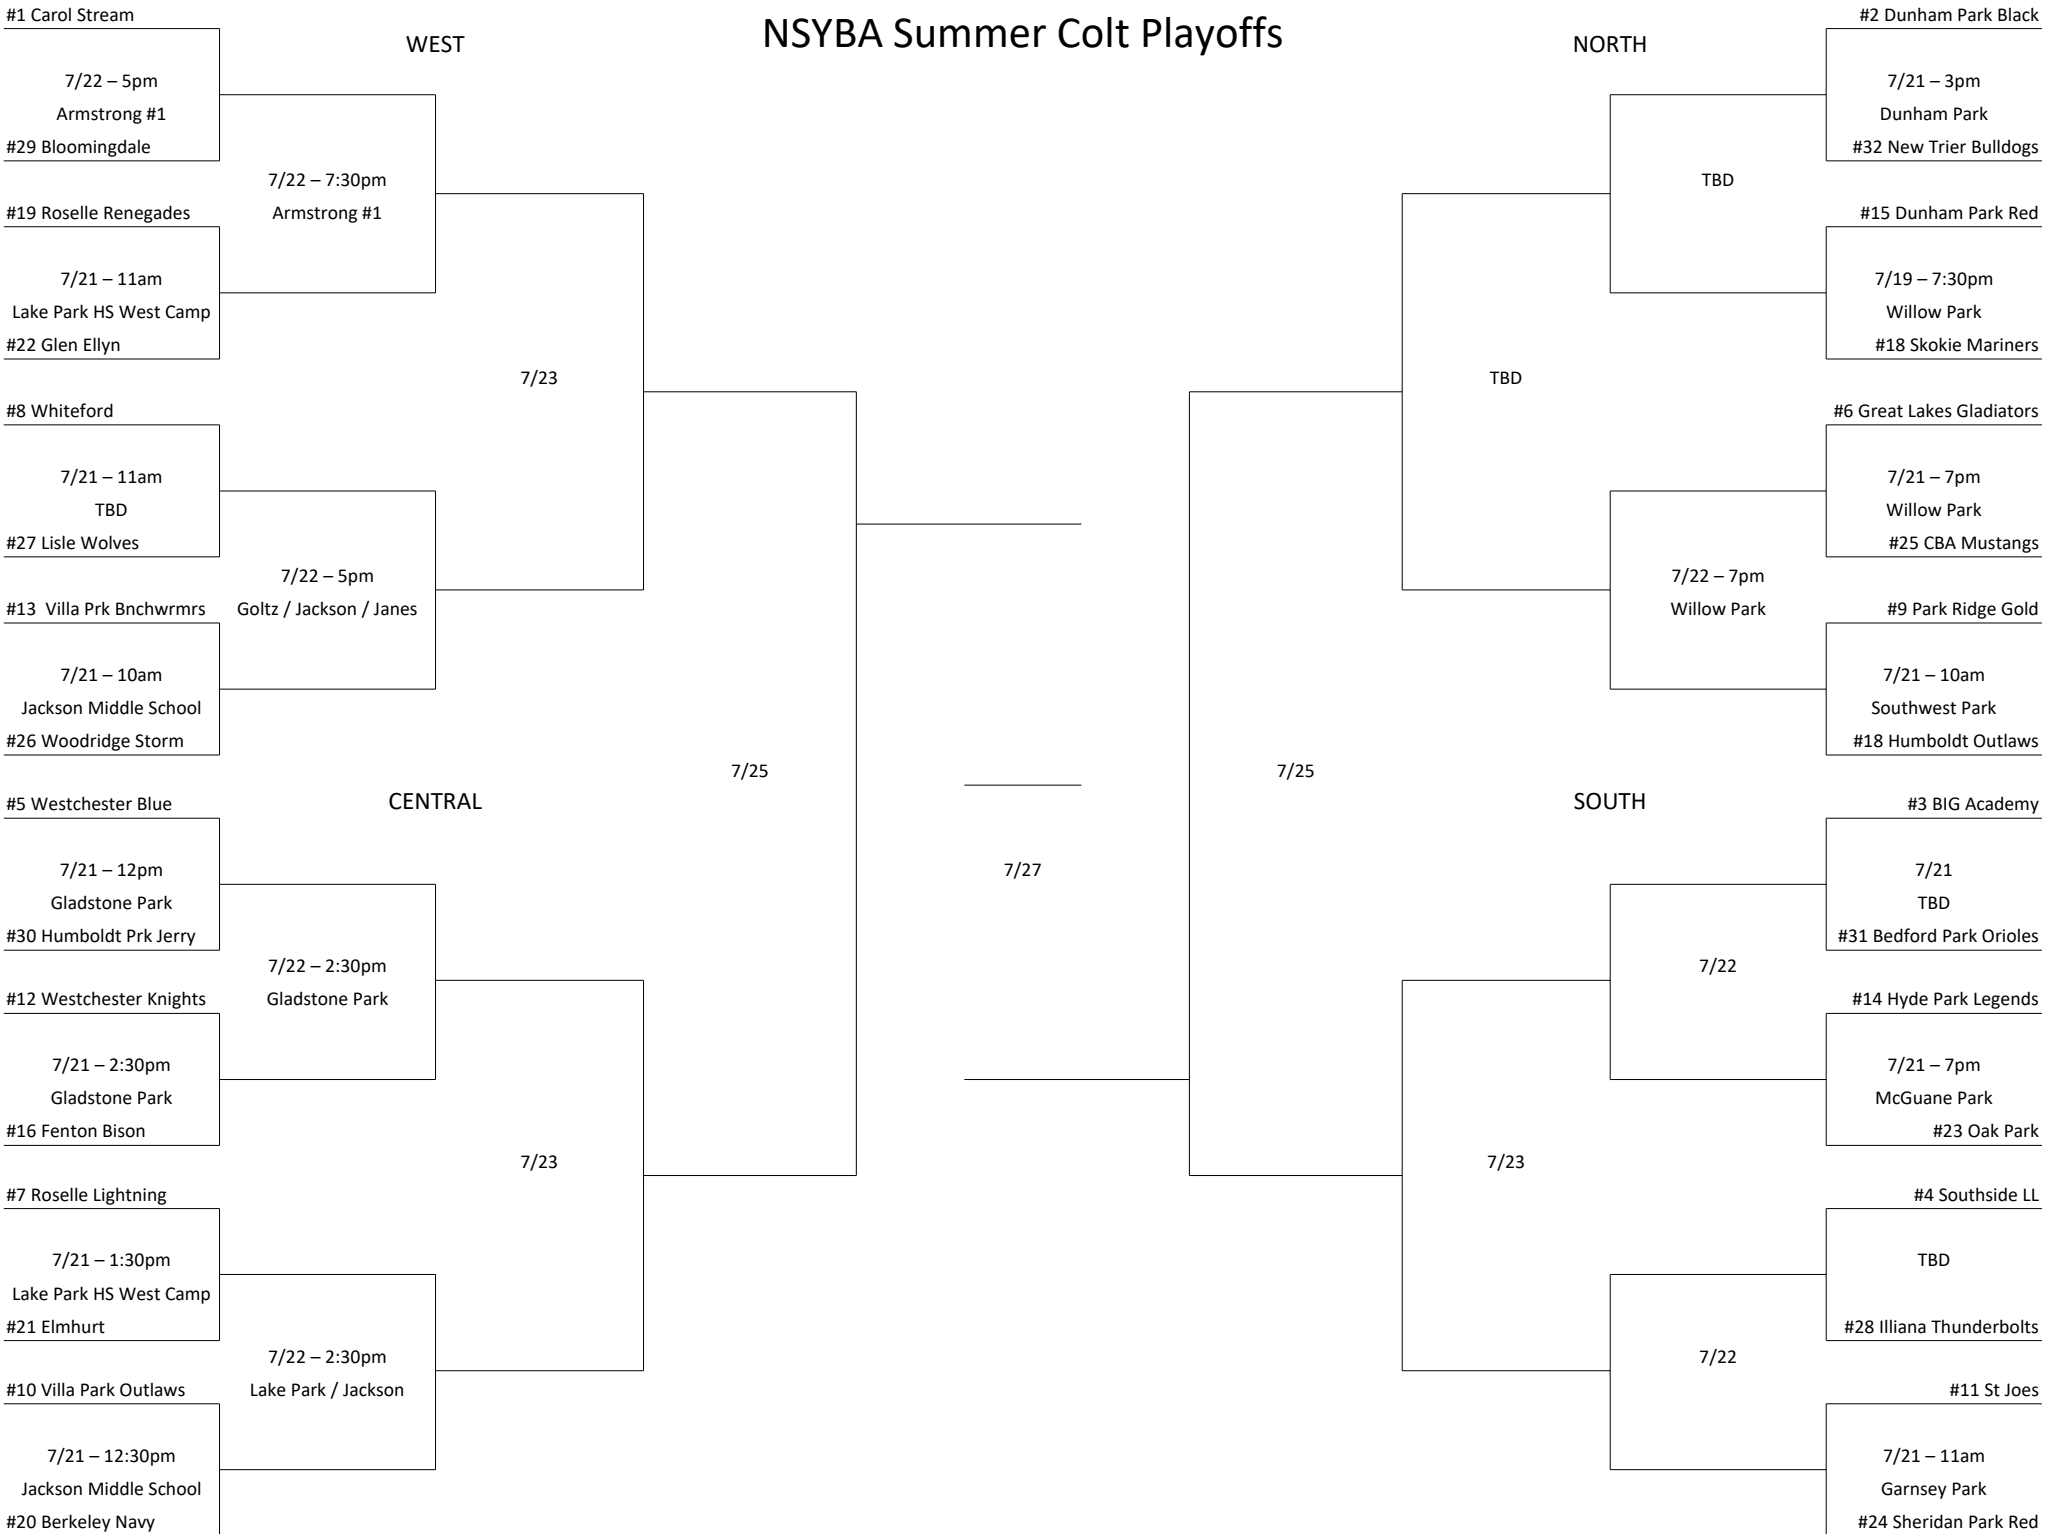 NSYBA Summer Colt Playoffs
WEST
#1 Carol Stream
7/22 – 5pm
Armstrong #1
#29 Bloomingdale
7/22 – 7:30pm
Armstrong #1
#19 Roselle Renegades
7/21 – 11am
Lake Park HS West Camp
#22 Glen Ellyn
7/23
#8 Whiteford
7/21 – 11am
TBD
#27 Lisle Wolves
7/22 – 5pm
Goltz / Jackson / Janes
#13  Villa Prk Bnchwrmrs
7/21 – 10am
Jackson Middle School
#26 Woodridge Storm
7/25
CENTRAL
#5 Westchester Blue
7/21 – 12pm
Gladstone Park
#30 Humboldt Prk Jerry
7/22 – 2:30pm
Gladstone Park
#12 Westchester Knights
7/21 – 2:30pm
Gladstone Park
#16 Fenton Bison
7/23
#7 Roselle Lightning
7/21 – 1:30pm
Lake Park HS West Camp
#21 Elmhurt
7/22 – 2:30pm
Lake Park / Jackson
#10 Villa Park Outlaws
7/21 – 12:30pm
Jackson Middle School
#20 Berkeley Navy
7/27
NORTH
#2 Dunham Park Black
7/21 – 3pm
Dunham Park
#32 New Trier Bulldogs
TBD
#15 Dunham Park Red
7/19 – 7:30pm
Willow Park
#18 Skokie Mariners
TBD
#6 Great Lakes Gladiators
7/21 – 7pm
Willow Park
#25 CBA Mustangs
7/22 – 7pm
Willow Park
#9 Park Ridge Gold
7/21 – 10am
Southwest Park
#18 Humboldt Outlaws
7/25
SOUTH
#3 BIG Academy
7/21
TBD
#31 Bedford Park Orioles
7/22
#14 Hyde Park Legends
7/21 – 7pm
McGuane Park
#23 Oak Park
7/23
#4 Southside LL
TBD
#28 Illiana Thunderbolts
7/22
#11 St Joes
7/21 – 11am
Garnsey Park
#24 Sheridan Park Red